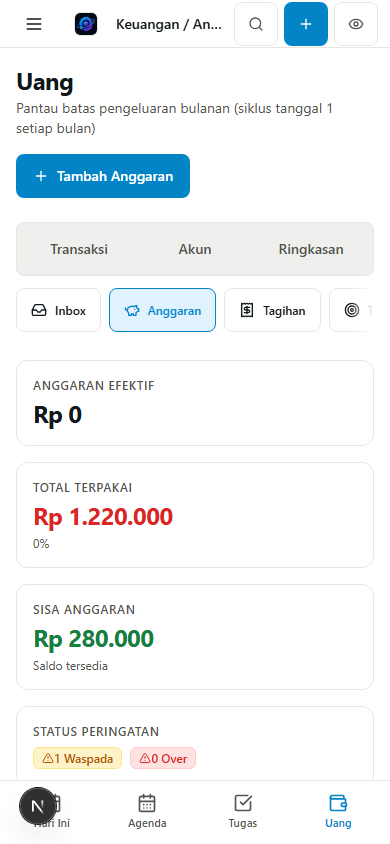 Keuangan / An...
Uang
Pantau batas pengeluaran bulanan (siklus tanggal 1
setiap bulan)
Tambah Anggaran
Transaksi Akun Ringkasan
Inbox Anggaran Tagihan T
ANGGARAN EFEKTIF
Rp 0
TOTAL TERPAKAI
Rp 1.220.000
0%
SISA ANGGARAN
Rp 280.000
Saldo tersedia
STATUS PERINGATAN
1 Waspada 0 Over
N
Hari Ini Agenda Tugas Uang